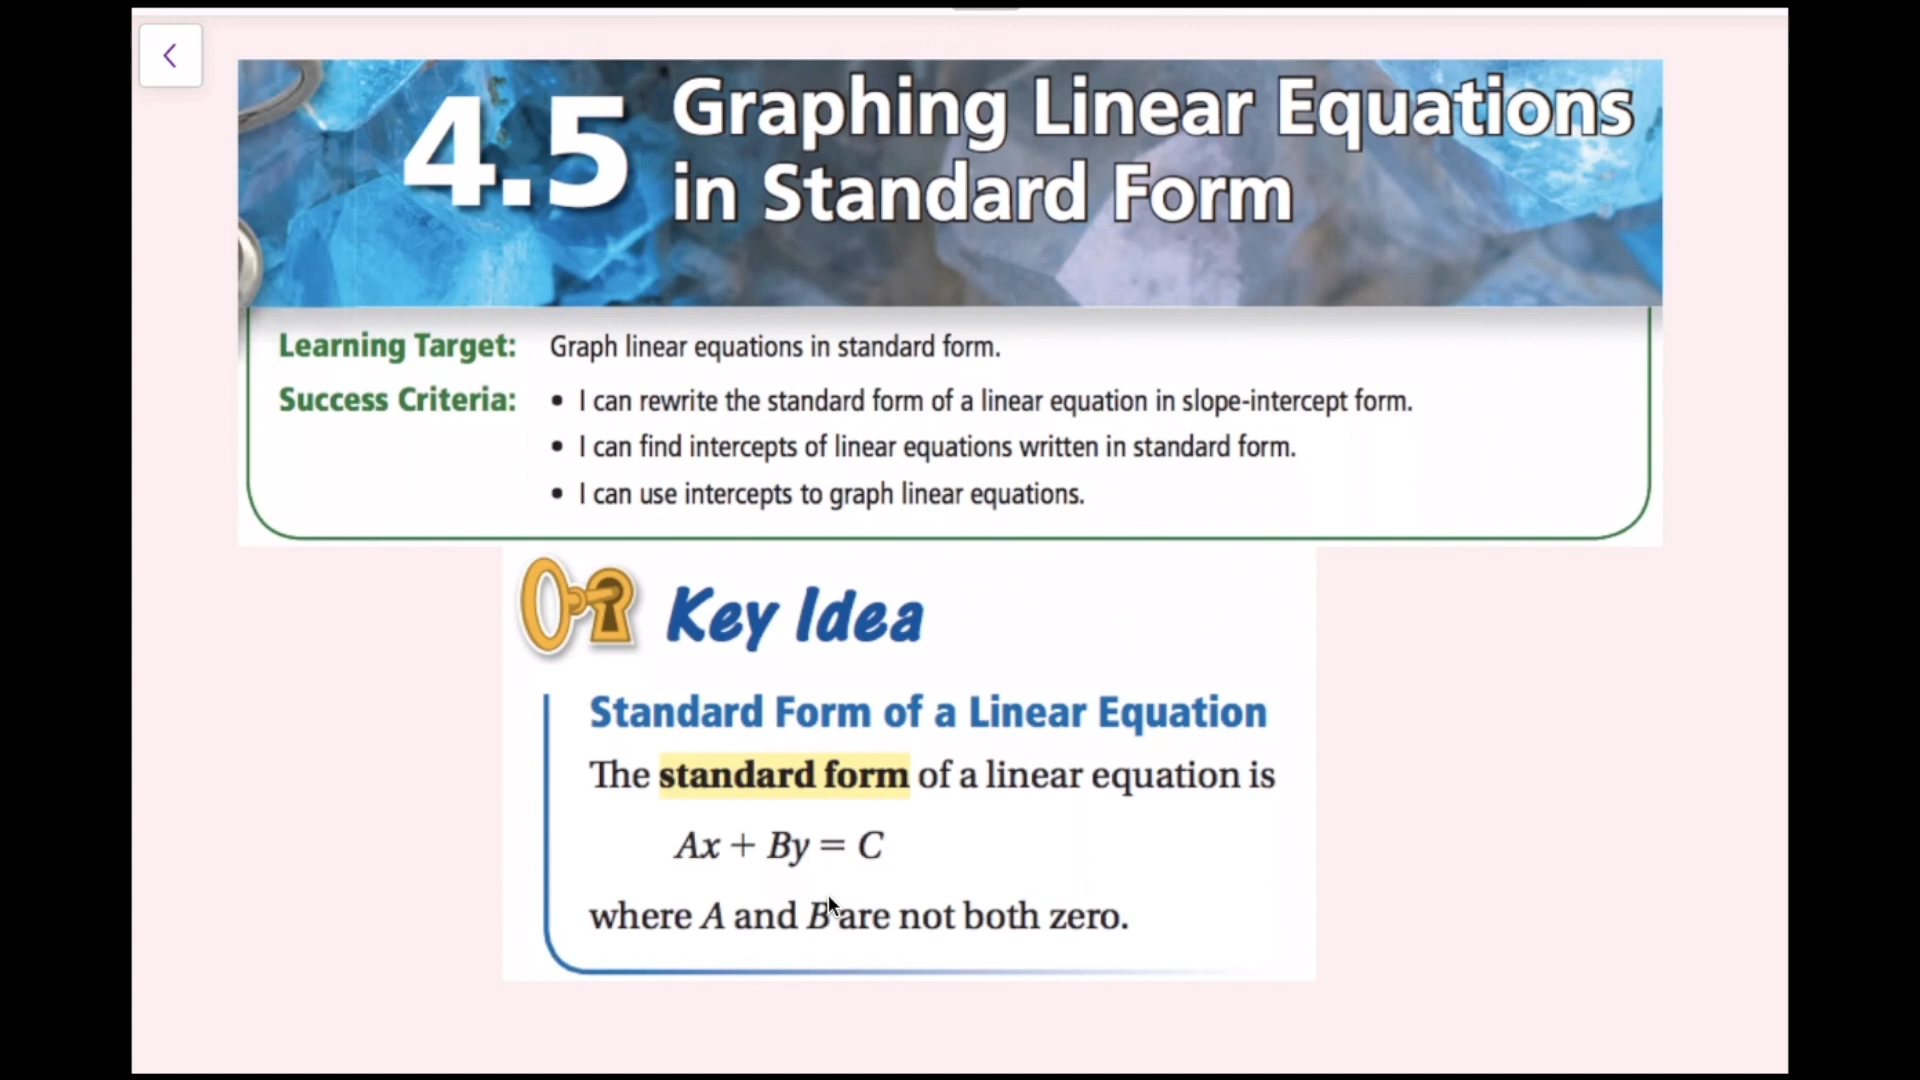 4.5 Graphing Linear Equations
in Standard Form
Learning Target: Graph linear equations in standard form.
Success Criteria: • I can rewrite the standard form of a linear equation in slope-intercept form.
• I can find intercepts of linear equations written in standard form.
• I can use intercepts to graph linear equations.
Key Idea
Standard Form of a Linear Equation
The standard form of a linear equation is
Ax + By = C
where A and B are not both zero.